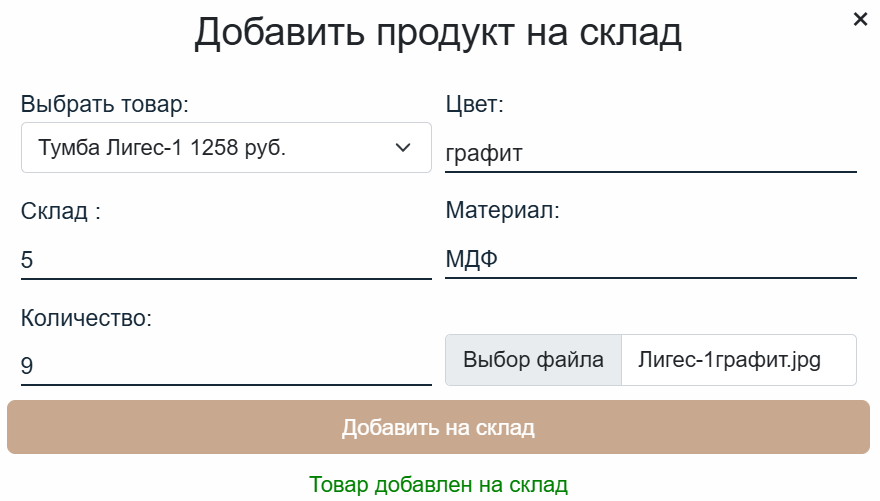 Добавить продукт на склад
×
Выбрать товар:
Тумба Лигес-1 1258 руб.
Цвет:
графит
Склад :
5
Материал:
МДФ
Количество:
9
Выбор файла Лигес-1графит.jpg
Добавить на склад
Товар добавлен на склад